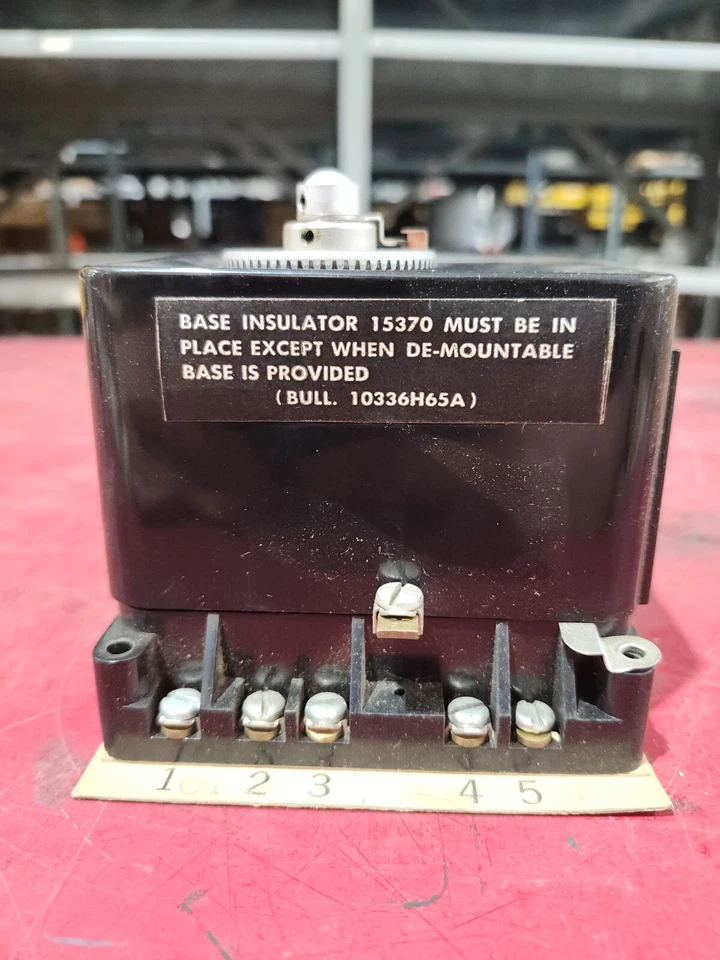 BASE INSULATOR 15370 MUST BE IN
PLACE EXCEPT WHEN DE-MOUNTABLE
BASE IS PROVIDED
(BULL. 10336H65A)
1 2 3 4 5